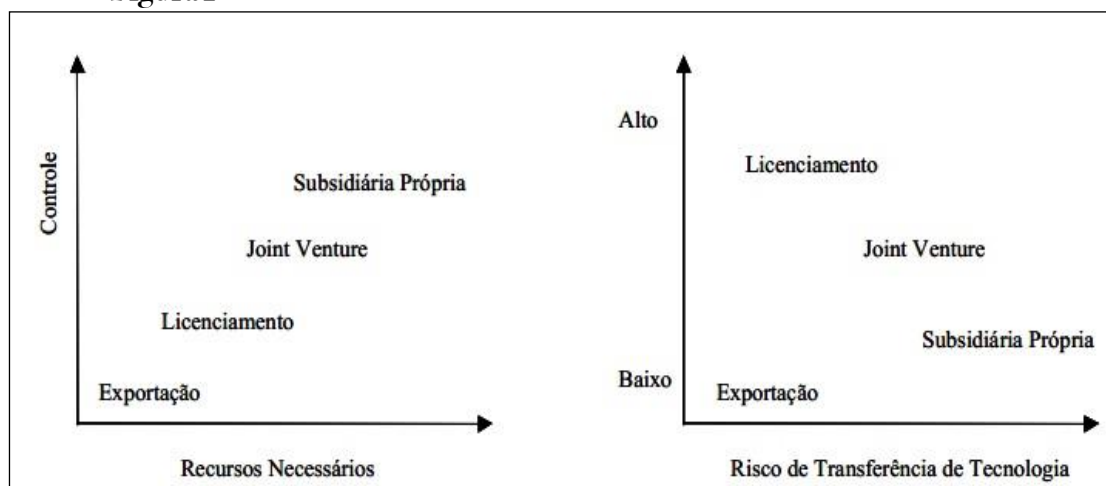 Controle
Subsidiária Própria
Joint Venture
Licenciamento
Exportação
Recursos Necessários
Alto
Licenciamento
Joint Venture
Subsidiária Própria
Baixo
Exportação
Risco de Transferência de Tecnologia